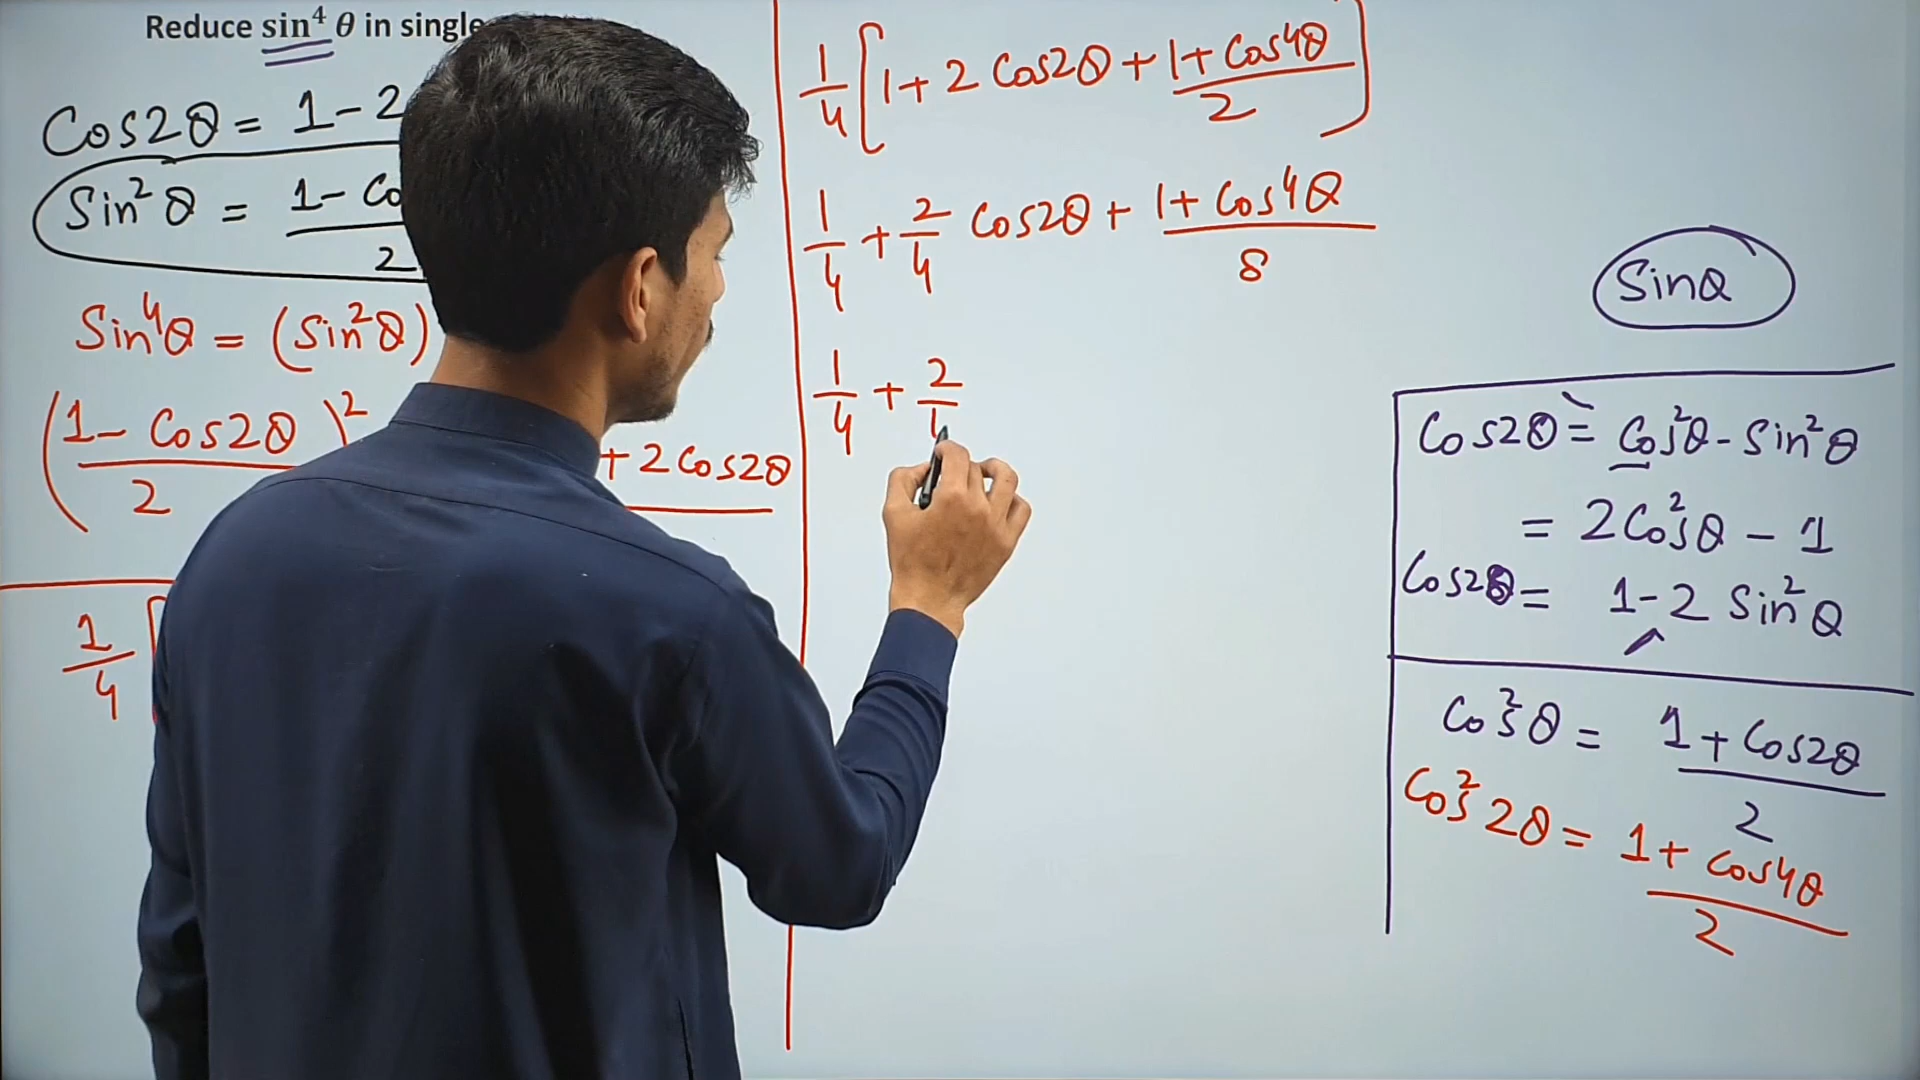 Reduce sin⁴ θ in single
Cos2θ = 1 - 2
Sin²θ = 1 - Co
2
Sin⁴θ = (Sin²θ)
(1 - Cos2θ)²
2
+ 2 Cos2θ
1/4 [
1/4 [1 + 2 Cos2θ + (1 + Cos4θ)/2]
1/4 + 2/4 Cos2θ + (1 + Cos4θ)/8
1/4 + 2/
Sinθ
Cos2θ = Cos²θ - Sin²θ
= 2Cos²θ - 1
Cos2θ = 1 - 2 Sin²θ
Cos²θ = (1 + Cos2θ)/2
Cos²2θ = (1 + Cos4θ)/2